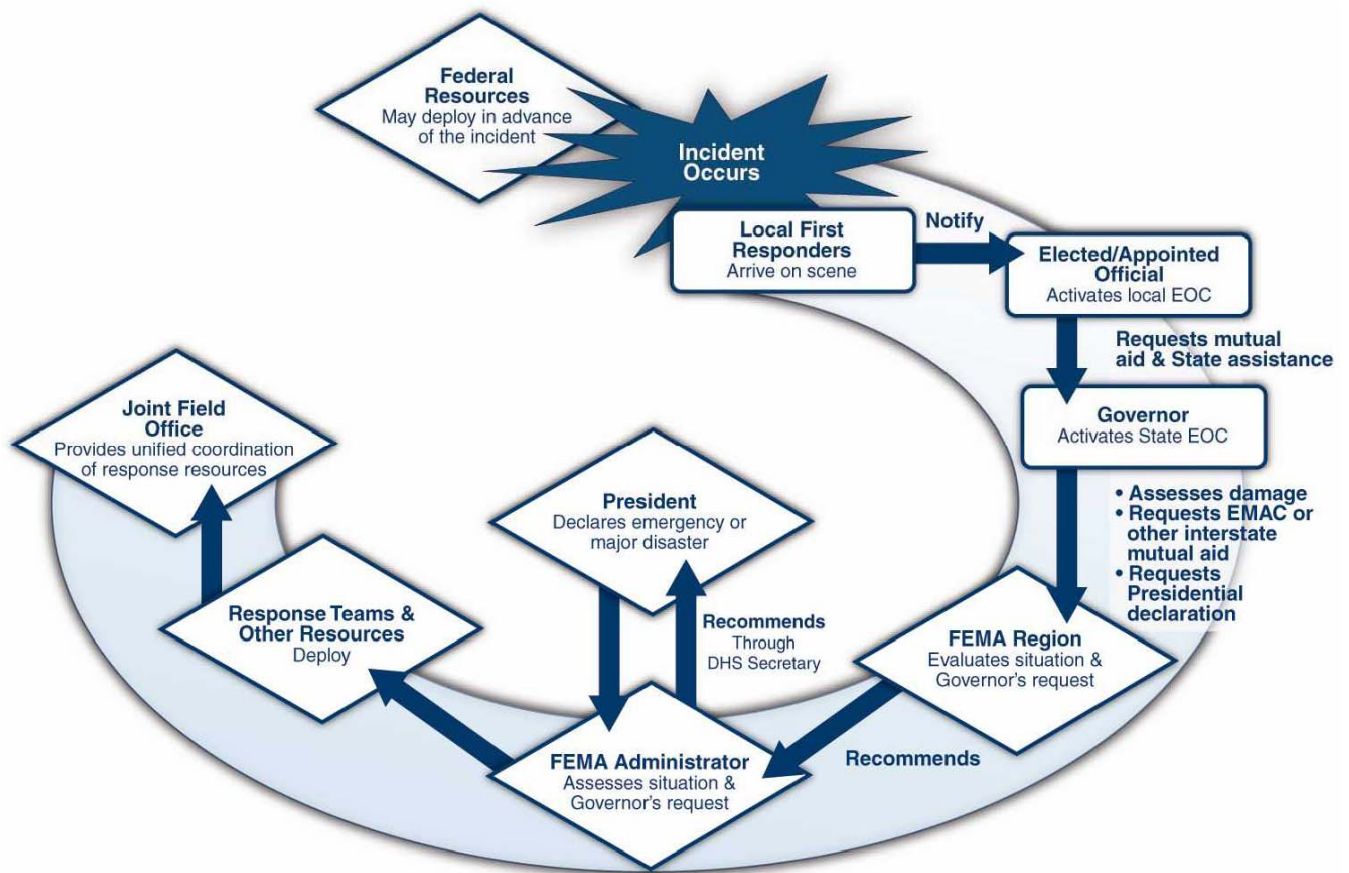 Federal
Resources
May deploy in advance
of the incident
Incident
Occurs
Local First
Responders
Arrive on scene
Notify
Elected/Appointed
Official
Activates local EOC
Requests mutual
aid & State assistance
Governor
Activates State EOC
• Assesses damage
• Requests EMAC or
other interstate
mutual aid
• Requests
Presidential
declaration
FEMA Region
Evaluates situation &
Governor's request
Recommends
FEMA Administrator
Assesses situation &
Governor's request
Recommends
Through
DHS Secretary
President
Declares emergency or
major disaster
Response Teams &
Other Resources
Deploy
Joint Field
Office
Provides unified coordination
of response resources